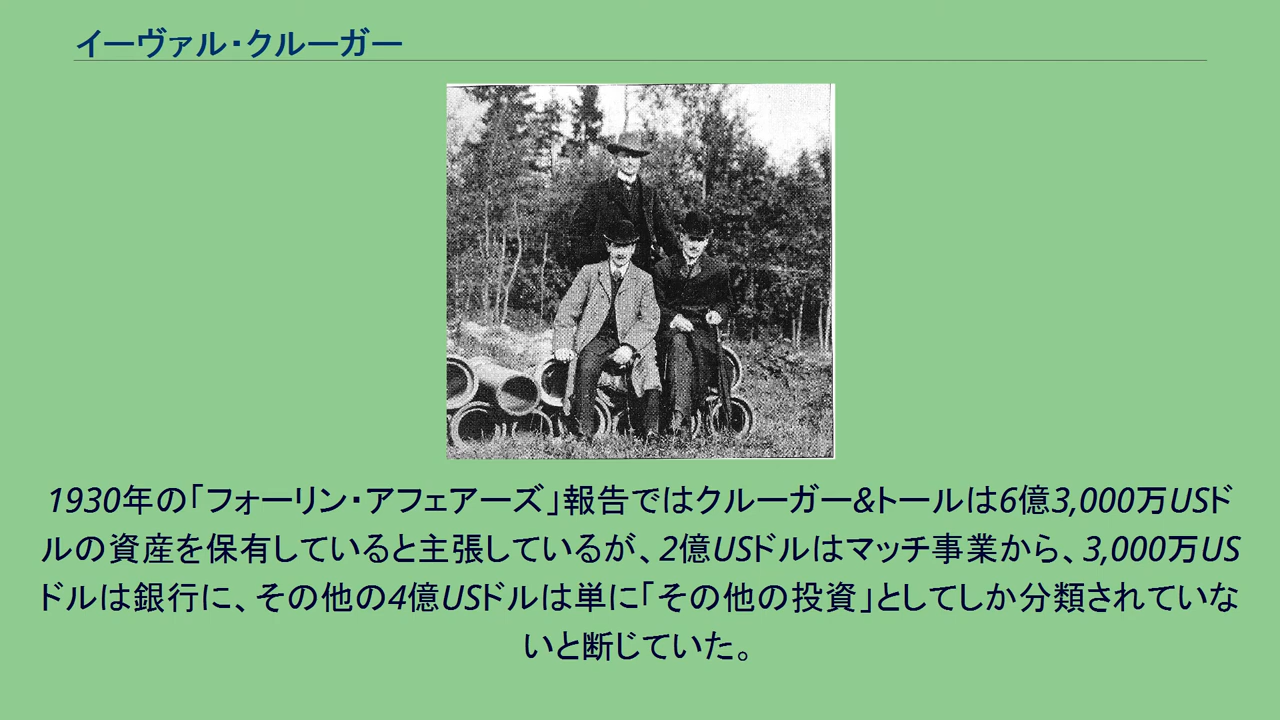 イーヴァル・クルーガー
1930年の「フォーリン・アフェアーズ」報告ではクルーガー&トールは6億3,000万USド
ルの資産を保有していると主張しているが、2億USドルはマッチ事業から、3,000万US
ドルは銀行に、その他の4億USドルは単に「その他の投資」としてしか分類されていな
いと断じていた。